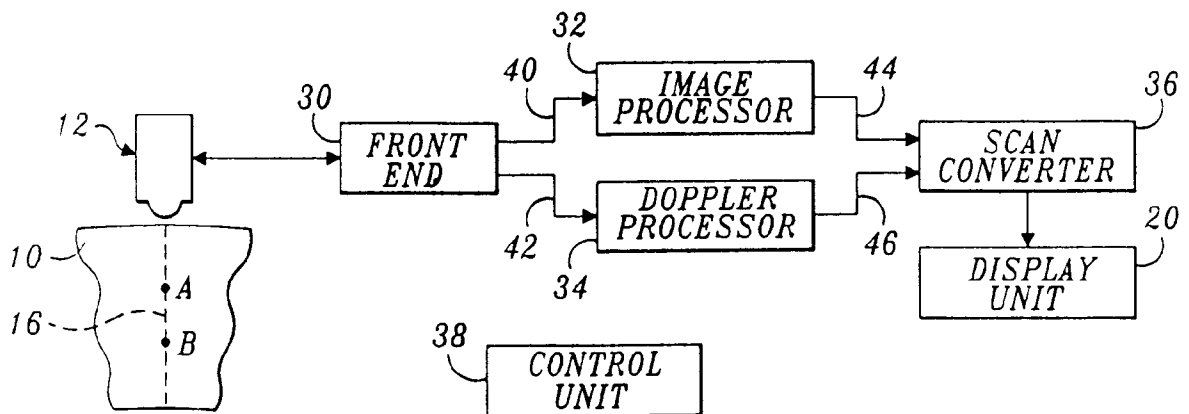 12
10
16
A
B
30
FRONT
END
40
42
32
IMAGE
PROCESSOR
34
DOPPLER
PROCESSOR
44
46
36
SCAN
CONVERTER
20
DISPLAY
UNIT
38
CONTROL
UNIT